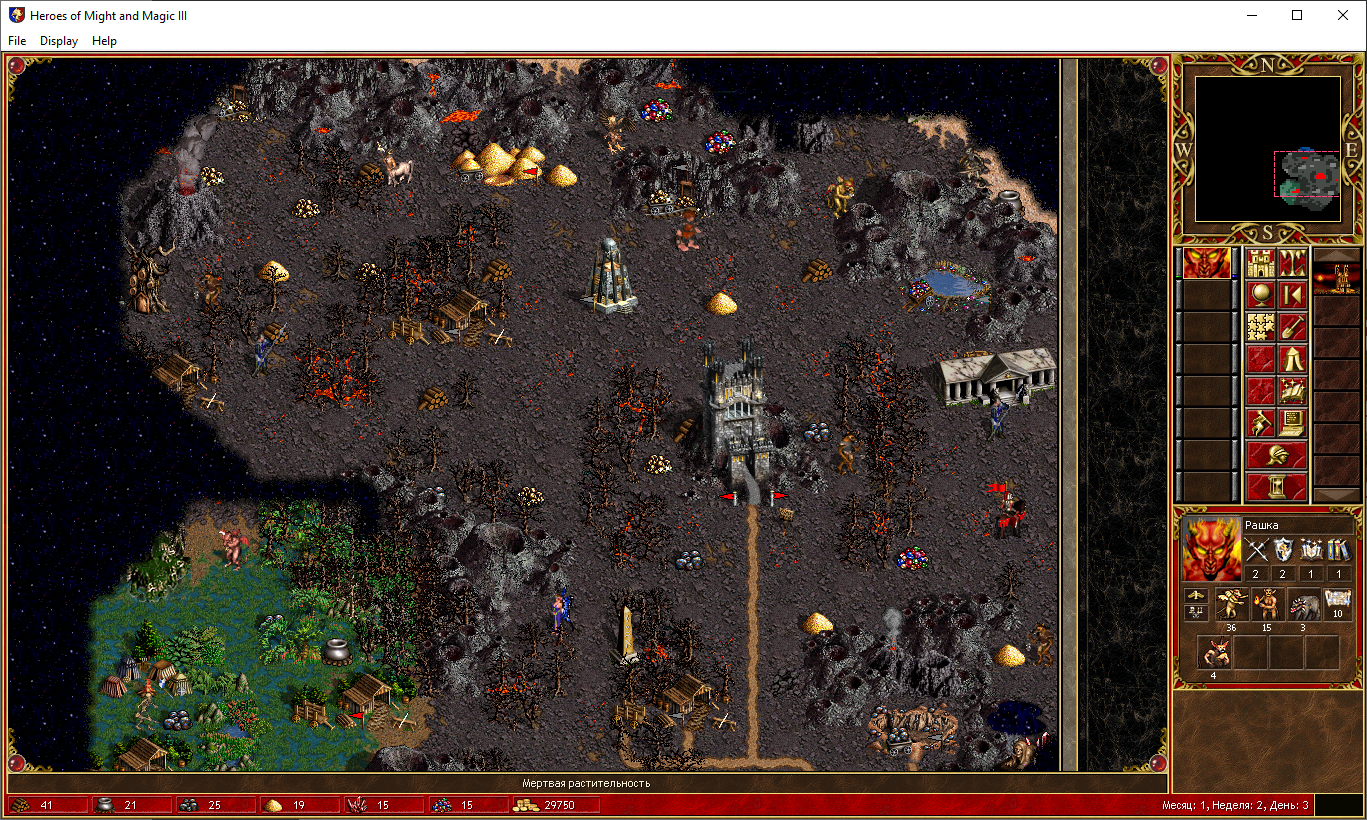 Heroes of Might and Magic III
File Display Help
N
W E
S
Рашка
2 2 1 1
10
36 15 3
4
Мертвая растительность
41 21 25 19 15 15 29750 Месяц: 1, Неделя: 2, День: 3